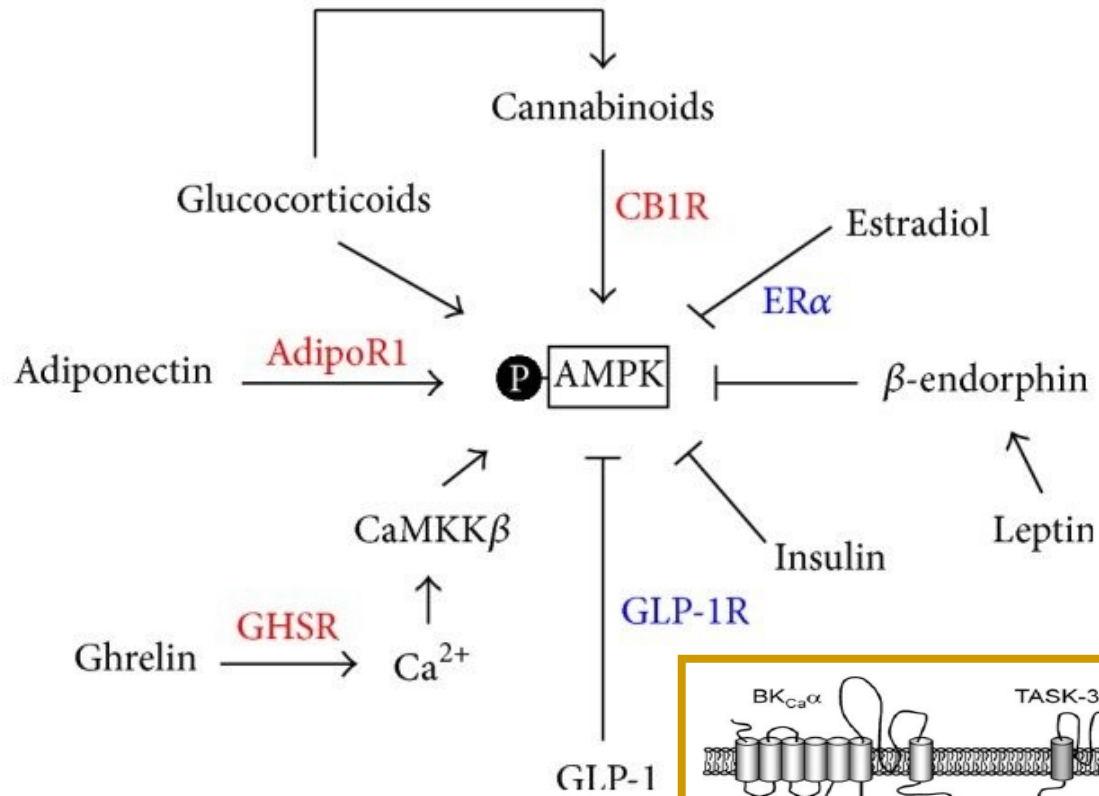 Cannabinoids
Glucocorticoids
CB1R
Estradiol
ERα
Adiponectin
AdipoR1
P
AMPK
β-endorphin
CaMKKβ
Leptin
Insulin
GLP-1R
GHSR
Ghrelin
Ca²⁺
BK_Caα
TASK-3
GLP-1